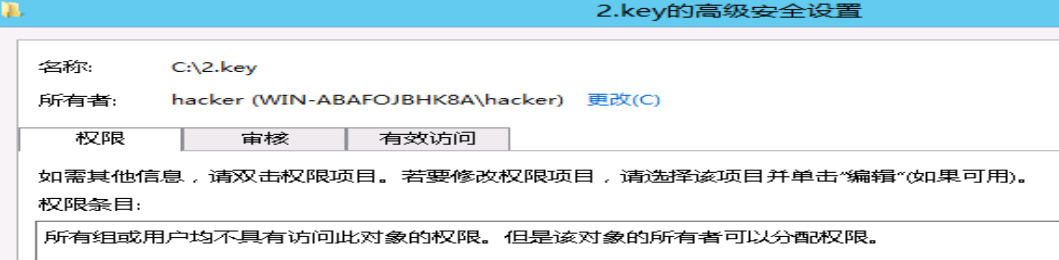 2.key的高级安全设置
名称: C:\2.key
所有者: hacker (WIN-ABAFOJBHK8A\hacker) 更改(C)
权限 审核 有效访问
如需其他信息，请双击权限项目。若要修改权限项目，请选择该项目并单击"编辑"(如果可用)。
权限条目:
所有组或用户均不具有访问此对象的权限。但是该对象的所有者可以分配权限。